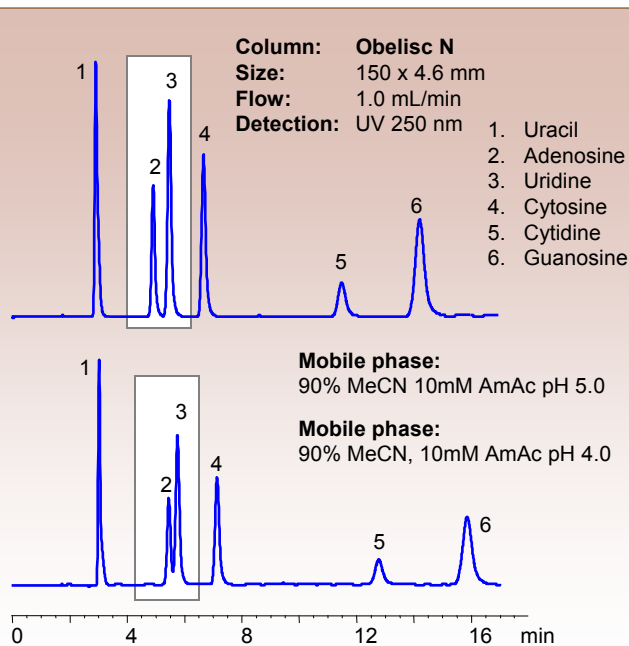 Column: Obelisc N
Size: 150 x 4.6 mm
Flow: 1.0 mL/min
Detection: UV 250 nm
1. Uracil
2. Adenosine
3. Uridine
4. Cytosine
5. Cytidine
6. Guanosine
1
2
3
4
5
6
Mobile phase:
90% MeCN 10mM AmAc pH 5.0
Mobile phase:
90% MeCN, 10mM AmAc pH 4.0
1
2
3
4
5
6
0 4 8 12 16 min